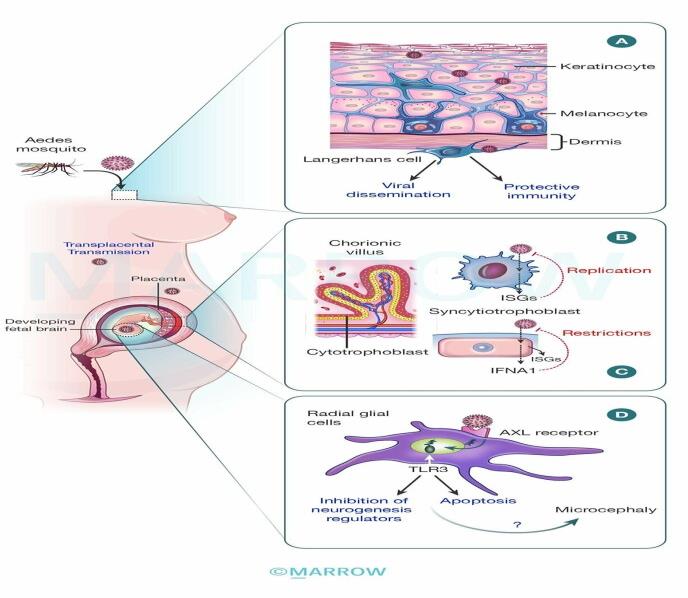 Aedes
mosquito
A
Keratinocyte
Melanocyte
Dermis
Langerhans cell
Viral
dissemination
Protective
immunity
Transplacental
Transmission
Placenta
Developing
fetal brain
B
Chorionic
villus
Replication
ISGs
Syncytiotrophoblast
Restrictions
Cytotrophoblast
ISGs
IFNA1
C
D
Radial glial
cells
AXL receptor
TLR3
Inhibition of
neurogenesis
regulators
Apoptosis
Microcephaly
?
MARROW
©MARROW